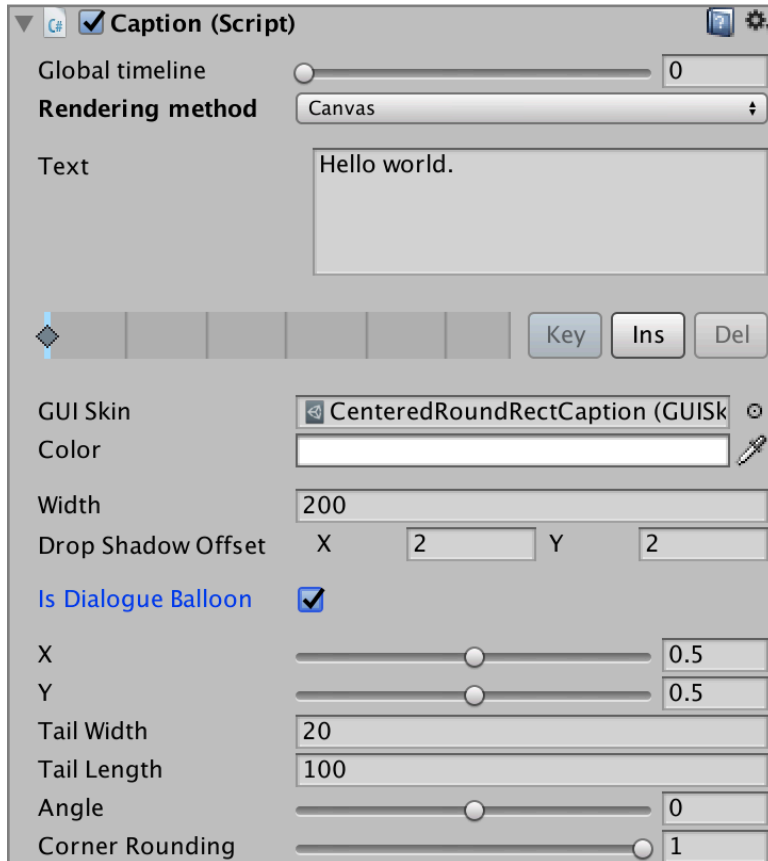 C# Caption (Script)
Global timeline 0
Rendering method Canvas
Text Hello world.
Key Ins Del
GUI Skin CenteredRoundRectCaption (GUISk
Color
Width 200
Drop Shadow Offset X 2 Y 2
Is Dialogue Balloon
X 0.5
Y 0.5
Tail Width 20
Tail Length 100
Angle 0
Corner Rounding 1